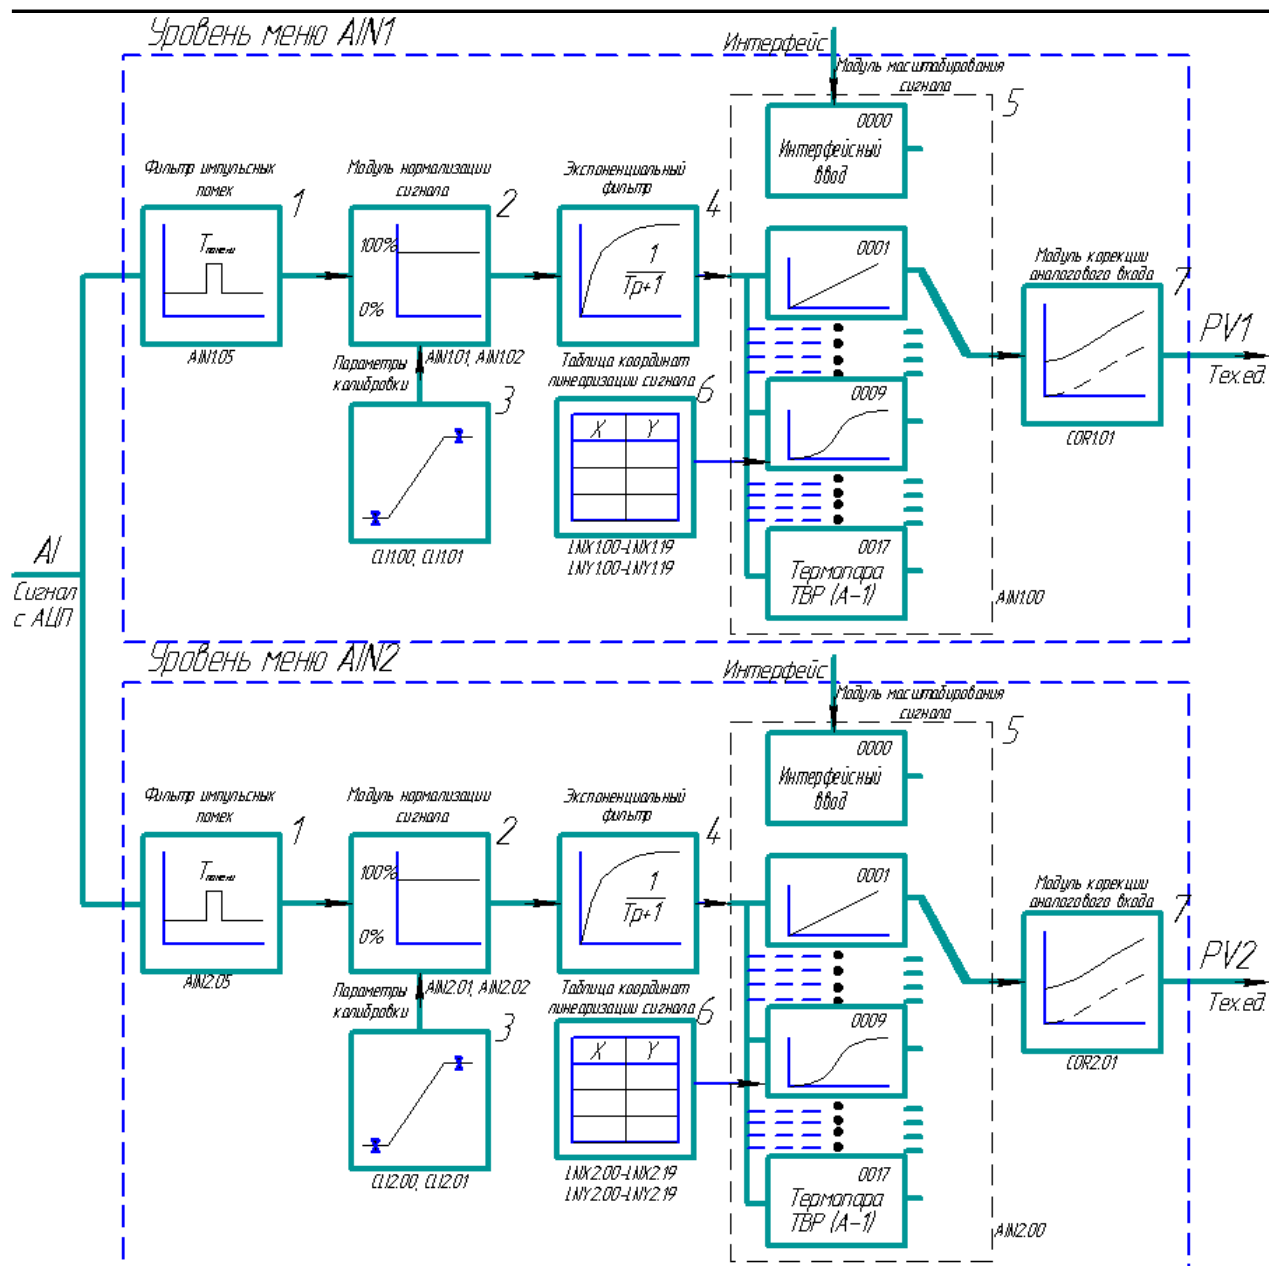 Уровень меню AIN1
Интерфейс
Модуль масштабирования
сигнала
5
0000
Интерфейсный
ввод
Фильтр импульсных
помех
1
Модуль нормализации
сигнала
2
Экспоненциальный
фильтр
4
Tпомехи
100%
0%
1
Tp+1
0001
Модуль корекции
аналогового входа
7
PV1
Тех.ед.
AIN1.05
Параметры
калибровки
AIN1.01, AIN1.02
3
Таблица координат
линеаризации сигнала
6
X Y
0009
COR1.01
CLI1.00, CLI1.01
LNX1.00-LNX1.19
LNY1.00-LNY1.19
0017
Термопара
ТВР (А-1)
AIN1.00
AI
Сигнал
с АЦП
Уровень меню AIN2
Интерфейс
Модуль масштабирования
сигнала
5
0000
Интерфейсный
ввод
Фильтр импульсных
помех
1
Модуль нормализации
сигнала
2
Экспоненциальный
фильтр
4
Tпомехи
100%
0%
1
Tp+1
0001
Модуль корекции
аналогового входа
7
PV2
Тех.ед.
AIN2.05
Параметры
калибровки
AIN2.01, AIN2.02
3
Таблица координат
линеаризации сигнала
6
X Y
0009
COR2.01
CLI2.00, CLI2.01
LNX2.00-LNX2.19
LNY2.00-LNY2.19
0017
Термопара
ТВР (А-1)
AIN2.00